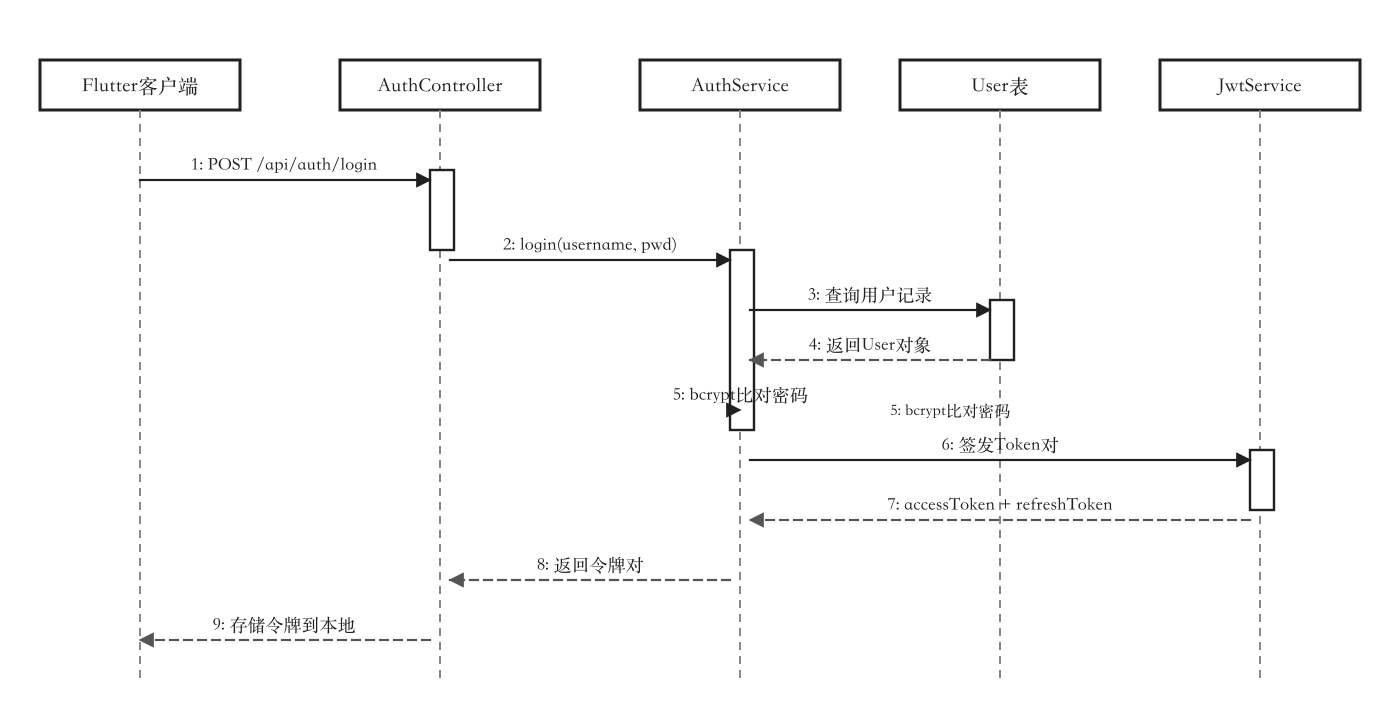 Flutter客户端
AuthController
AuthService
User表
JwtService
1: POST /api/auth/login
2: login(username, pwd)
3: 查询用户记录
4: 返回User对象
5: bcrypt比对密码
5: bcrypt比对密码
6: 签发Token对
7: accessToken + refreshToken
8: 返回令牌对
9: 存储令牌到本地